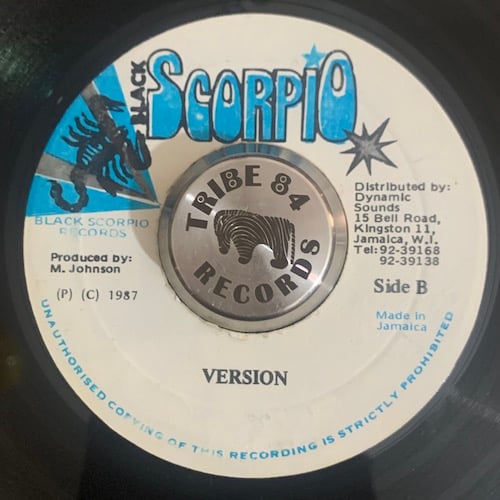 BLACK
SCORPIO
BLACK SCORPIO
RECORDS
TRIBE 84
RECORDS
Distributed by:
Dynamic
Sounds
15 Bell Road,
Kingston 11,
Jamaica, W.I.
Tel: 92-39168
92-39138
Produced by:
M. Johnson
(P) (C) 1987
Side B
Made in
Jamaica
VERSION
UNAUTHORISED COPYING OF THIS RECORDING IS STRICTLY PROHIBITED